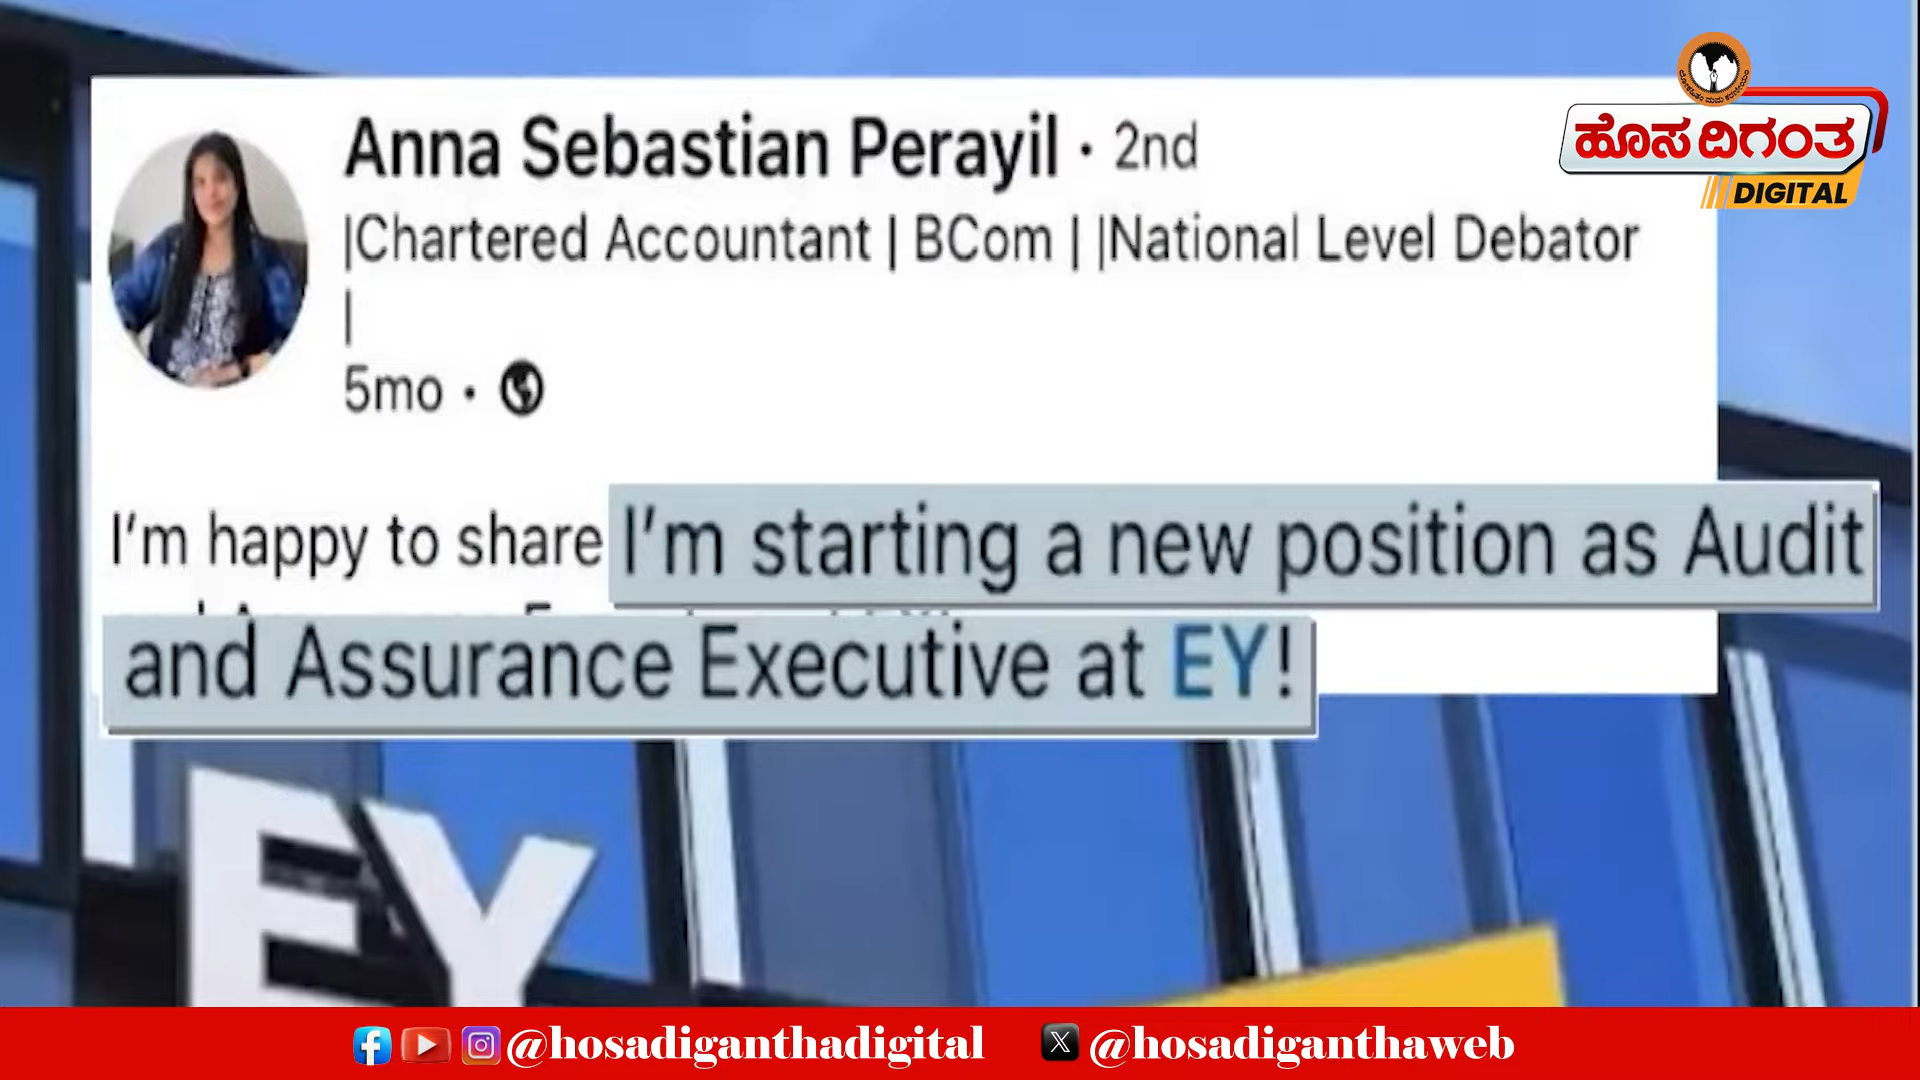 Anna Sebastian Perayil · 2nd
|Chartered Accountant | BCom | |National Level Debator
|
5mo ·
I'm happy to share I'm starting a new position as Audit
and Assurance Executive at EY!
EY
ಹೊಸದಿಗಂತ
DIGITAL
@hosadiganthadigital
@hosadiganthaweb